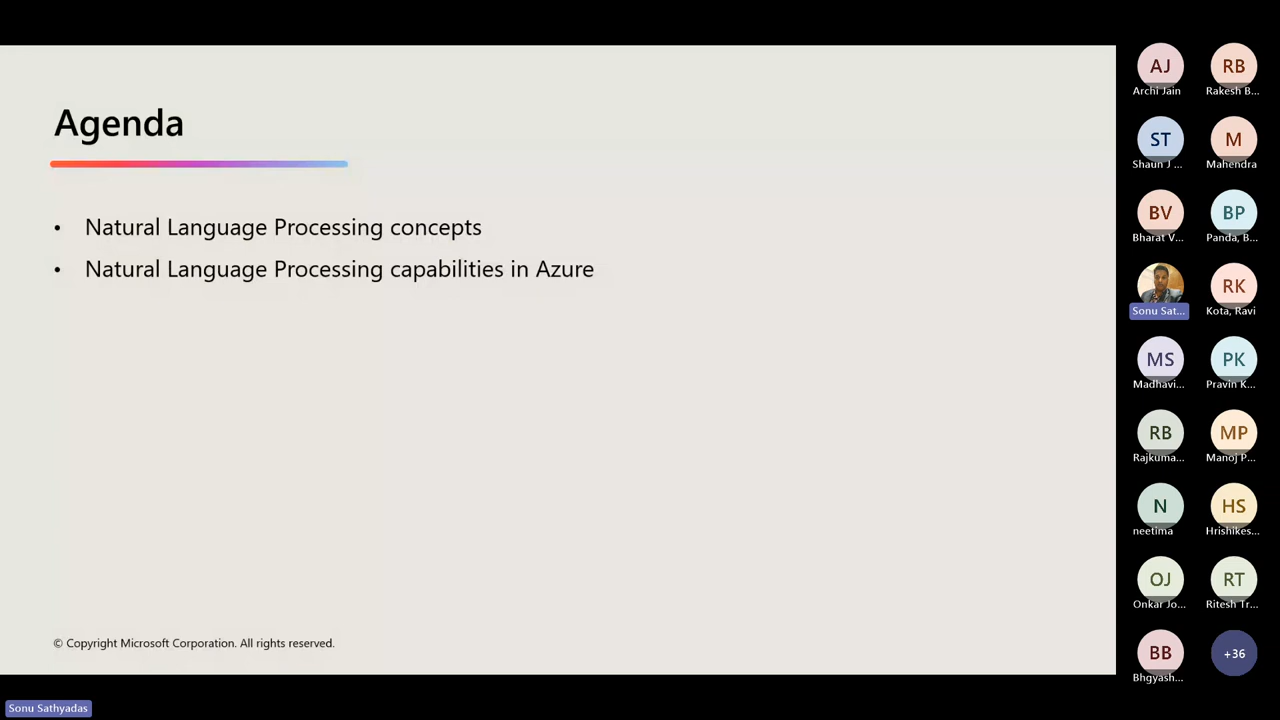 Agenda
• Natural Language Processing concepts
• Natural Language Processing capabilities in Azure
© Copyright Microsoft Corporation. All rights reserved.
Sonu Sathyadas
AJ
Archi Jain
RB
Rakesh B...
ST
Shaun J ...
M
Mahendra
BV
Bharat V...
BP
Panda, B...
Sonu Sat...
RK
Kota, Ravi
MS
Madhavi...
PK
Pravin K...
RB
Rajkuma...
MP
Manoj P...
N
neetima
HS
Hrishikes...
OJ
Onkar Jo...
RT
Ritesh Tr...
BB
Bhgyash...
+36